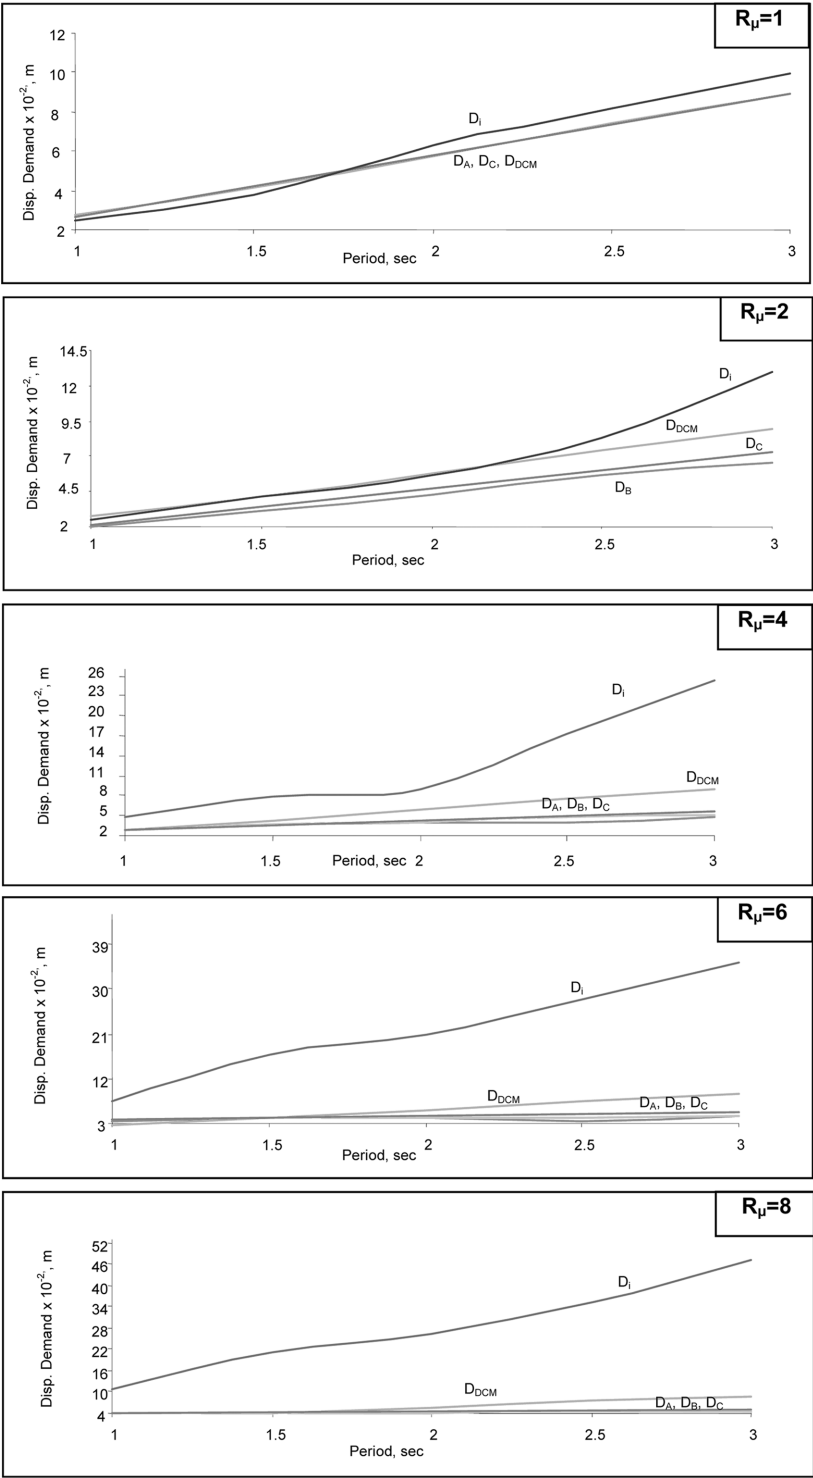 Rμ=1
Disp. Demand x 10-2, m
12
10
8
6
4
2
Di
DA, DC, DDCM
1 1.5 2 2.5 3
Period, sec
Rμ=2
Disp. Demand x 10-2, m
14.5
12
9.5
7
4.5
2
Di
DDCM
DC
DB
1 1.5 2 2.5 3
Period, sec
Rμ=4
Disp. Demand x 10-2, m
26
23
20
17
14
11
8
5
2
Di
DDCM
DA, DB, DC
1 1.5 2 2.5 3
Period, sec
Rμ=6
Disp. Demand x 10-2, m
39
30
21
12
3
Di
DDCM
DA, DB, DC
1 1.5 2 2.5 3
Period, sec
Rμ=8
Disp. Demand x 10-2, m
52
46
40
34
28
22
16
10
4
Di
DDCM
DA, DB, DC
1 1.5 2 2.5 3
Period, sec